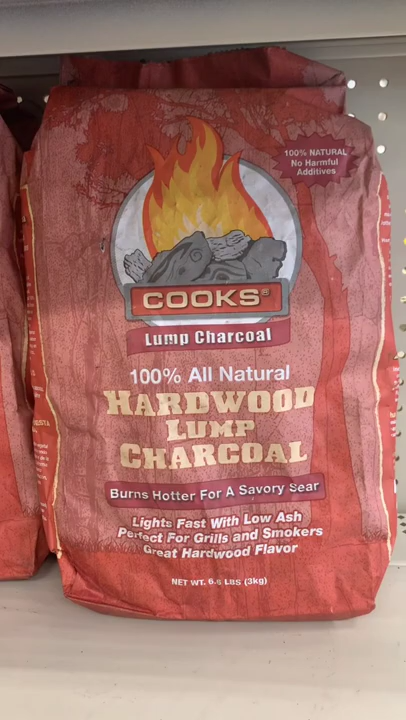 100% NATURAL
No Harmful
Additives
COOKS®
Lump Charcoal
100% All Natural
HARDWOOD
LUMP
CHARCOAL
Burns Hotter For A Savory Sear
Lights Fast With Low Ash
Perfect For Grills and Smokers
Great Hardwood Flavor
NET WT. 6.6 LBS (3kg)